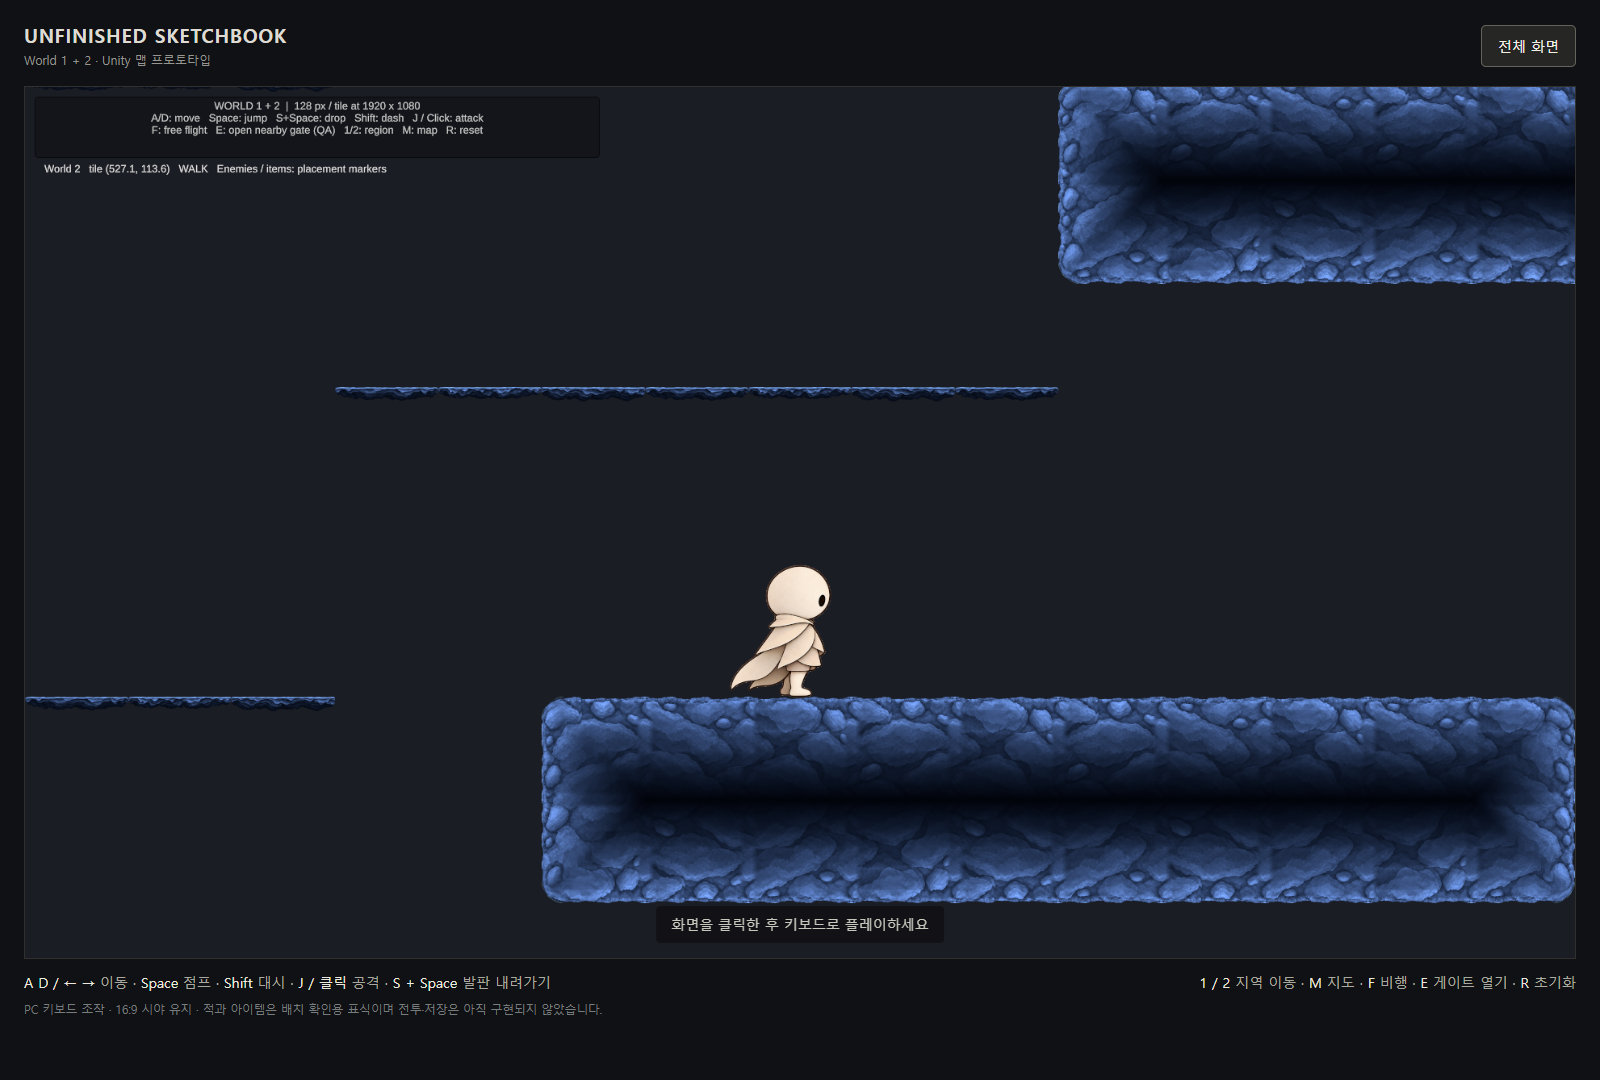 UNFINISHED SKETCHBOOK
World 1 + 2 · Unity 맵 프로토타입
전체 화면
WORLD 1 + 2 | 128 px / tile at 1920 x 1080
A/D: move Space: jump S+Space: drop Shift: dash J / Click: attack
F: free flight E: open nearby gate (QA) 1/2: region M: map R: reset
World 2 tile (527.1, 113.6) WALK Enemies / items: placement markers
화면을 클릭한 후 키보드로 플레이하세요
A D / ← → 이동 · Space 점프 · Shift 대시 · J / 클릭 공격 · S + Space 발판 내려가기
1 / 2 지역 이동 · M 지도 · F 비행 · E 게이트 열기 · R 초기화
PC 키보드 조작 · 16:9 시야 유지 · 적과 아이템은 배치 확인용 표식이며 전투·저장은 아직 구현되지 않았습니다.